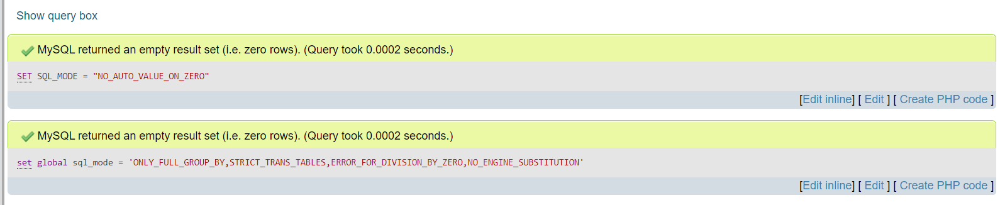 Show query box
MySQL returned an empty result set (i.e. zero rows). (Query took 0.0002 seconds.)
SET SQL_MODE = "NO_AUTO_VALUE_ON_ZERO"
[Edit inline] [ Edit ] [ Create PHP code ]
MySQL returned an empty result set (i.e. zero rows). (Query took 0.0002 seconds.)
set global sql_mode = 'ONLY_FULL_GROUP_BY,STRICT_TRANS_TABLES,ERROR_FOR_DIVISION_BY_ZERO,NO_ENGINE_SUBSTITUTION'
[Edit inline] [ Edit ] [ Create PHP code ]